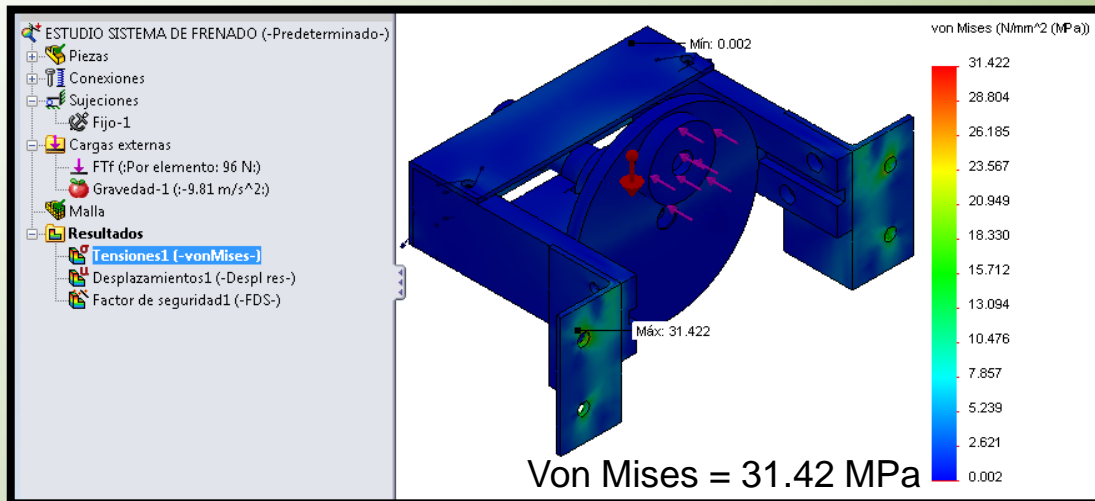 ESTUDIO SISTEMA DE FRENADO (-Predeterminado-)
Piezas
Conexiones
Sujeciones
Fijo-1
Cargas externas
FTf (:Por elemento: 96 N:)
Gravedad-1 (:-9.81 m/s^2:)
Malla
Resultados
Tensiones1 (-vonMises-)
Desplazamientos1 (-Despl res-)
Factor de seguridad1 (-FDS-)
Mín: 0.002
Máx: 31.422
von Mises (N/mm^2 (MPa))
31.422
28.804
26.185
23.567
20.949
18.330
15.712
13.094
10.476
7.857
5.239
2.621
0.002
Von Mises = 31.42 MPa